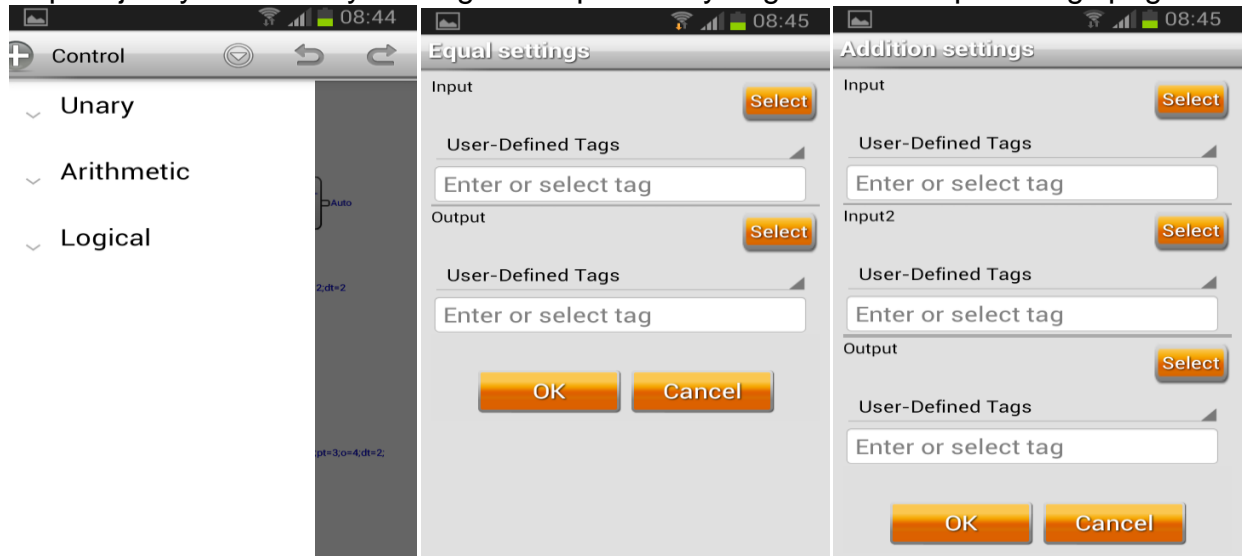 08:44
Control
Unary
Arithmetic
Logical
Auto
2;dt=2
pt=3;o=4;dt=2;
08:45
Equal settings
Input
Select
User-Defined Tags
Enter or select tag
Output
Select
User-Defined Tags
Enter or select tag
OK Cancel
08:45
Addition settings
Input
Select
User-Defined Tags
Enter or select tag
Input2
Select
User-Defined Tags
Enter or select tag
Output
Select
User-Defined Tags
Enter or select tag
OK Cancel